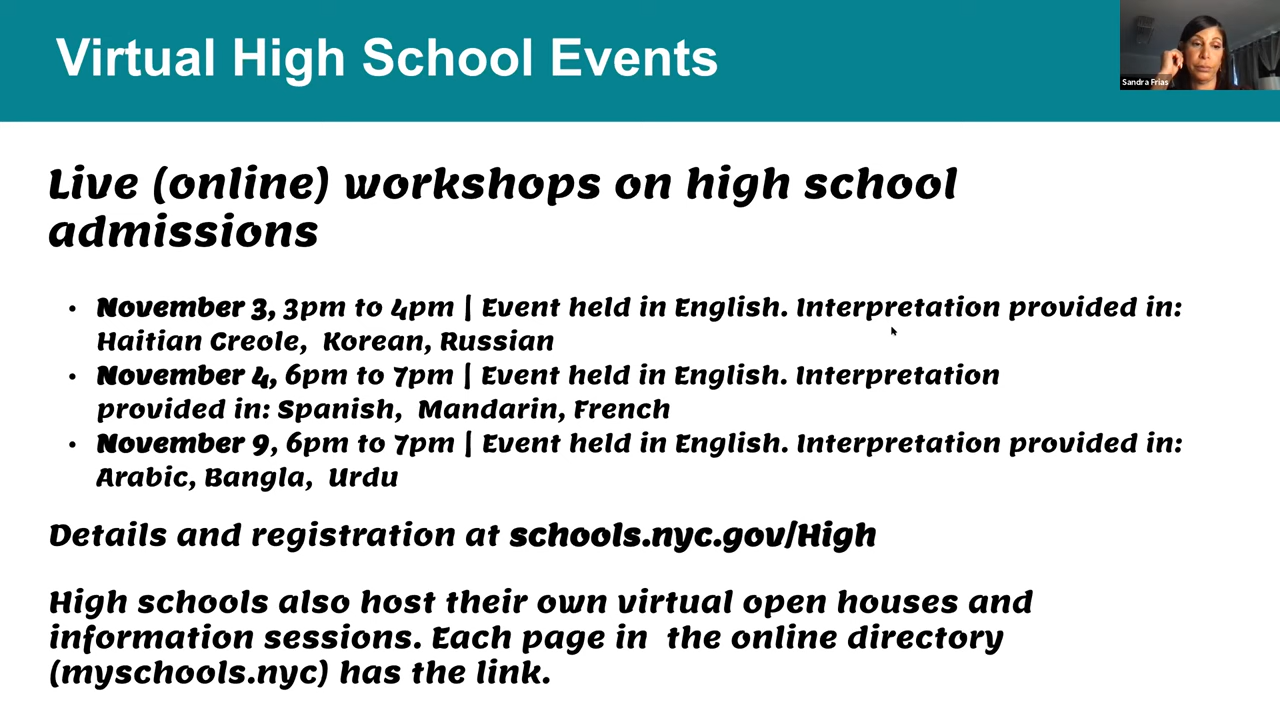 Virtual High School Events
Sandra Frias
Live (online) workshops on high school
admissions
• November 3, 3pm to 4pm | Event held in English. Interpretation provided in:
Haitian Creole, Korean, Russian
• November 4, 6pm to 7pm | Event held in English. Interpretation
provided in: Spanish, Mandarin, French
• November 9, 6pm to 7pm | Event held in English. Interpretation provided in:
Arabic, Bangla, Urdu
Details and registration at schools.nyc.gov/High
High schools also host their own virtual open houses and
information sessions. Each page in the online directory
(myschools.nyc) has the link.